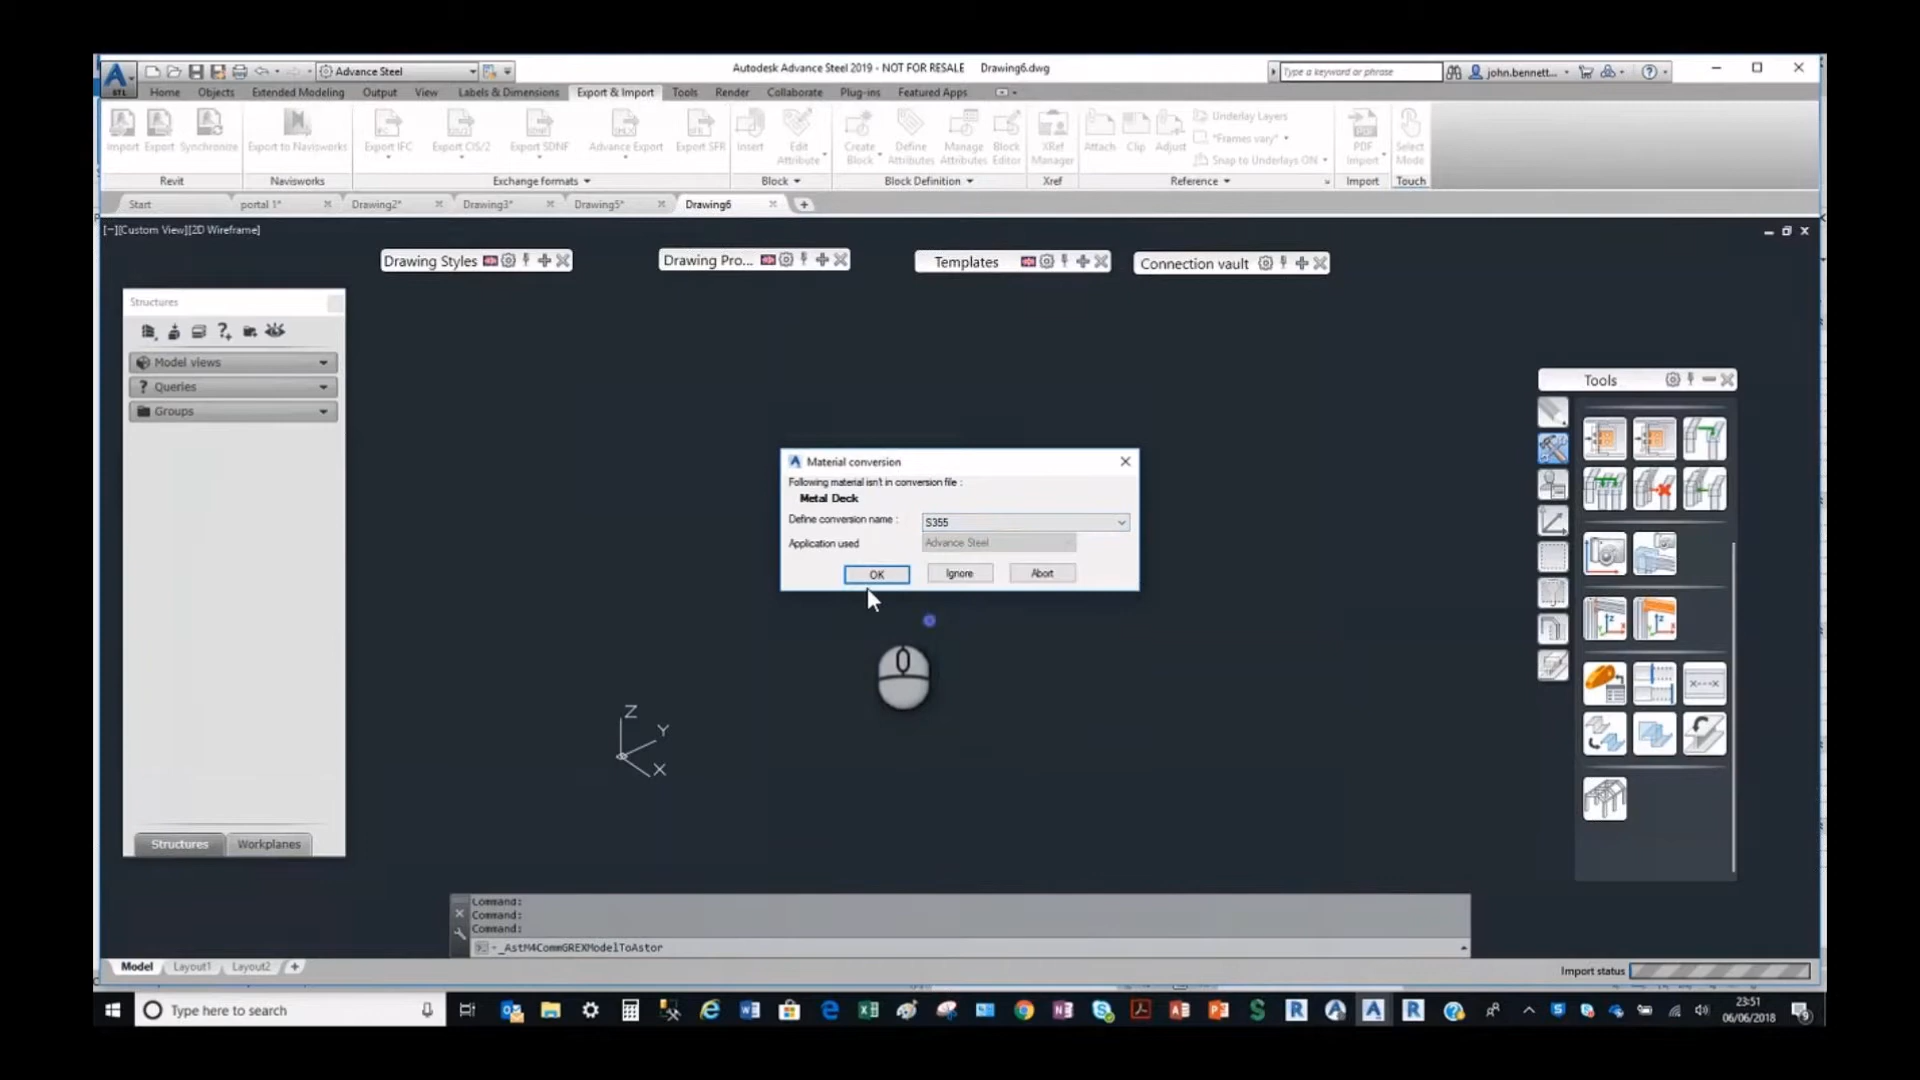 Advance Steel
Autodesk Advance Steel 2019 - NOT FOR RESALE Drawing6.dwg
Type a keyword or phrase
john.bennett...
STL
Home Objects Extended Modeling Output View Labels & Dimensions Export & Import Tools Render Collaborate Plug-ins Featured Apps
Import Export Synchronize Export to Navisworks Export IFC Export CIS/2 Export SDNF Advance Export Export SFR Insert Edit Attribute Create Block Define Attributes Manage Attributes Block Editor XRef Manager Attach Clip Adjust
Underlay Layers
*Frames vary*
Snap to Underlays ON
PDF Import Select Mode
Revit Navisworks Exchange formats Block Block Definition Xref Reference Import Touch
Start portal 1* Drawing2* Drawing3* Drawing5* Drawing6
[−][Custom View][2D Wireframe]
Drawing Styles Drawing Pro... Templates Connection vault
Structures
Model views
? Queries
Groups
Tools
Material conversion
Following material isn't in conversion file :
Metal Deck
Define conversion name : S355
Application used Advance Steel
OK Ignore Abort
Z
Y
X
Structures Workplanes
Command:
Command:
Command:
-_AstM4CommGREXModelToAstor
Model Layout1 Layout2 +
Import status
Type here to search
23:51
06/06/2018